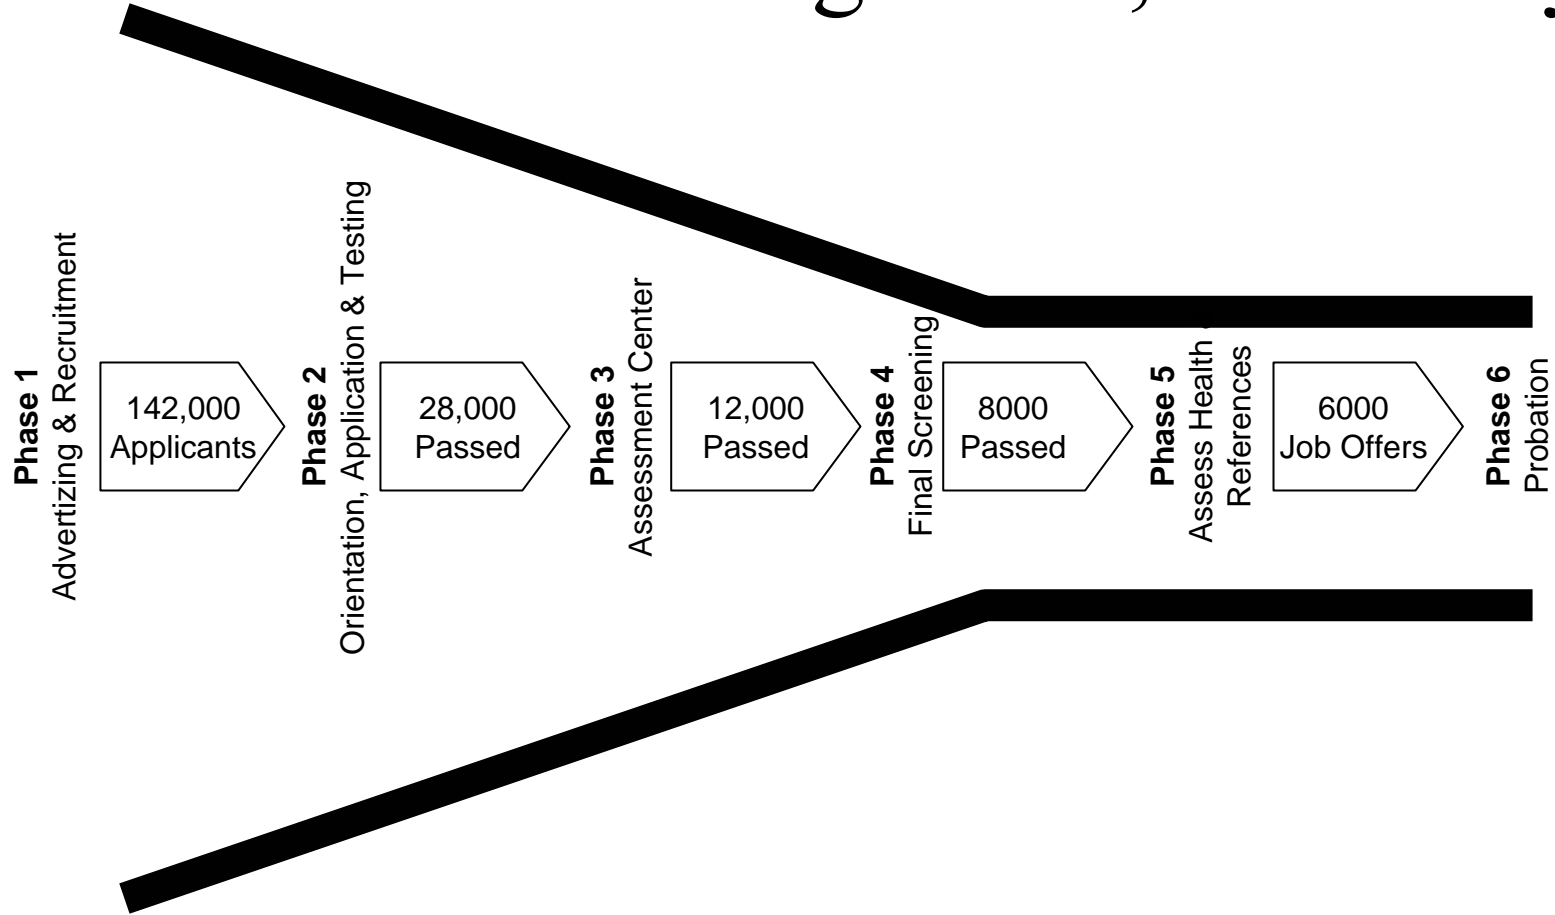 Phase 1
Advertizing & Recruitment
142,000
Applicants
Phase 2
Orientation, Application & Testing
28,000
Passed
Phase 3
Assessment Center
12,000
Passed
Phase 4
Final Screening
8000
Passed
Phase 5
Assess Health
References
6000
Job Offers
Phase 6
Probation